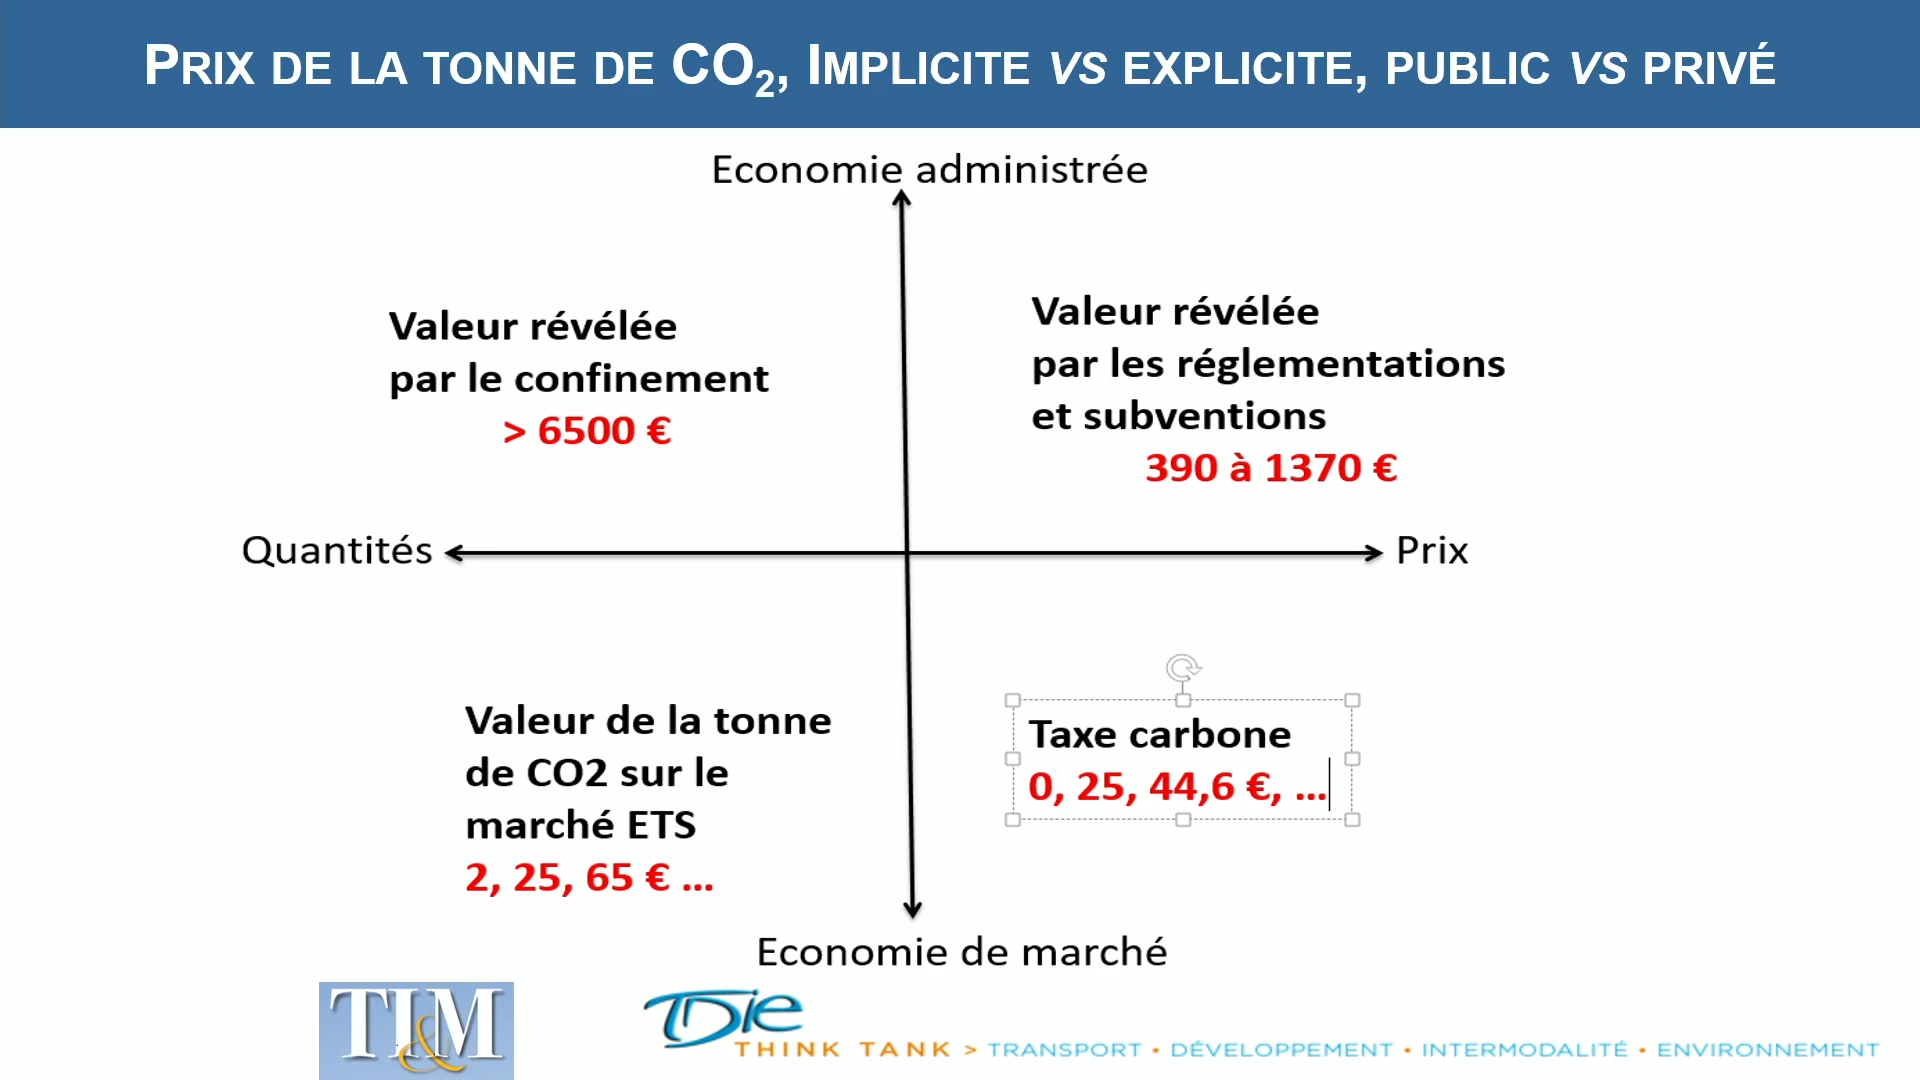 PRIX DE LA TONNE DE CO2, IMPLICITE VS EXPLICITE, PUBLIC VS PRIVÉ
Economie administrée
Valeur révélée
par le confinement
> 6500 €
Valeur révélée
par les réglementations
et subventions
390 à 1370 €
Quantités
Prix
Valeur de la tonne
de CO2 sur le
marché ETS
2, 25, 65 € ...
Taxe carbone
0, 25, 44,6 €, ...
Economie de marché
TI&M
TDie
THINK TANK > TRANSPORT • DÉVELOPPEMENT • INTERMODALITÉ • ENVIRONNEMENT